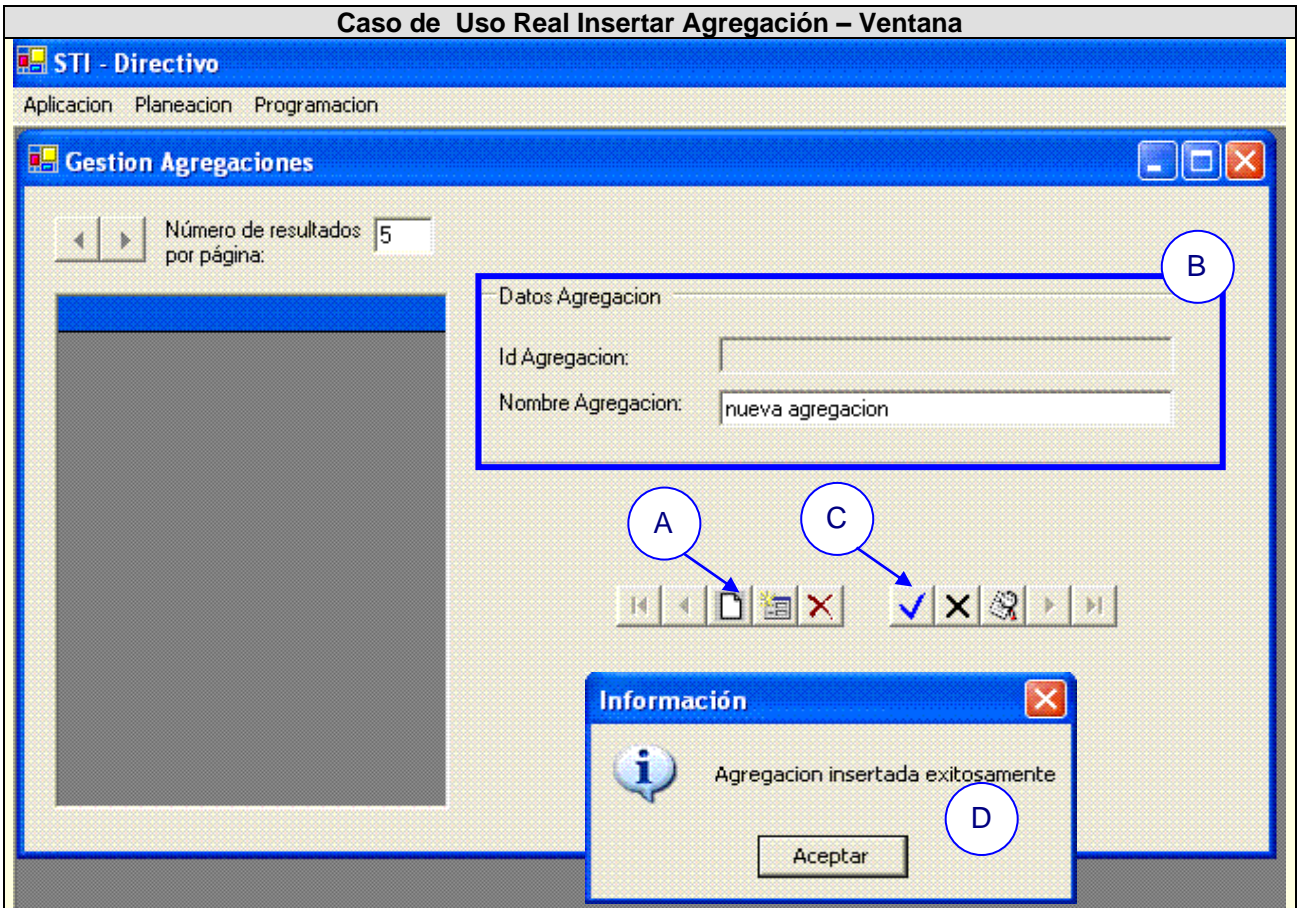 Caso de Uso Real Insertar Agregación – Ventana
STI - Directivo
Aplicacion Planeacion Programacion
Gestion Agregaciones
Número de resultados
por página:
5
B
Datos Agregacion
Id Agregacion:
Nombre Agregacion:
nueva agregacion
A
C
Información
Agregacion insertada exitosamente
D
Aceptar